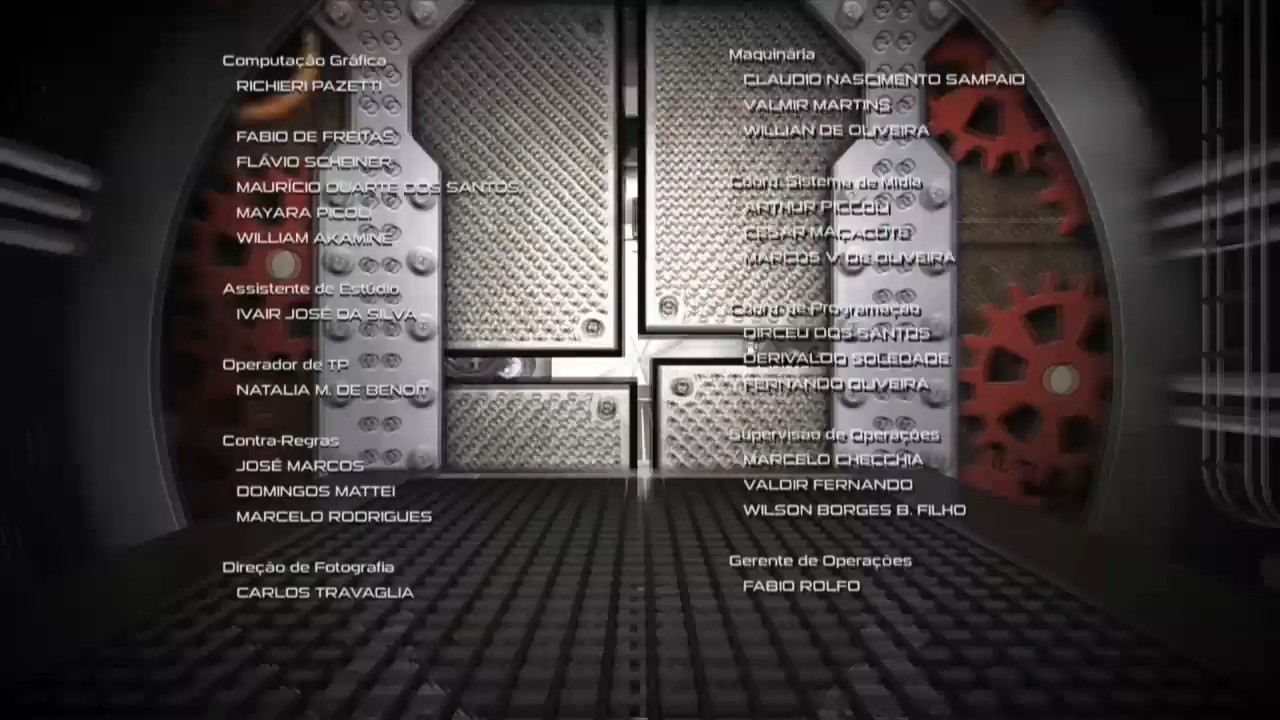 Computação Gráfica
RICHIERI PAZETTI
FABIO DE FREITAS
FLÁVIO SCHEINER
MAURÍCIO DUARTE DOS SANTOS
MAYARA PICOLI
WILLIAM AKAMINE
Assistente de Estúdio
IVAIR JOSÉ DA SILVA
Operador de TP
NATALIA M. DE BENOIT
Contra-Regras
JOSÉ MARCOS
DOMINGOS MATTEI
MARCELO RODRIGUES
Direção de Fotografia
CARLOS TRAVAGLIA
Maquinária
CLAUDIO NASCIMENTO SAMPAIO
VALMIR MARTINS
WILLIAN DE OLIVEIRA
Coord. Sistema de Mídia
ARTHUR PICCOLI
CESAR
MARCOS V. DE OLIVEIRA
Coord. de Programação
DIRCEU DOS SANTOS
DERIVALDO SOLEDADE
FERNANDO OLIVEIRA
Supervisão de Operações
MARCELO CHECCHIA
VALDIR FERNANDO
WILSON BORGES B. FILHO
Gerente de Operações
FABIO ROLFO